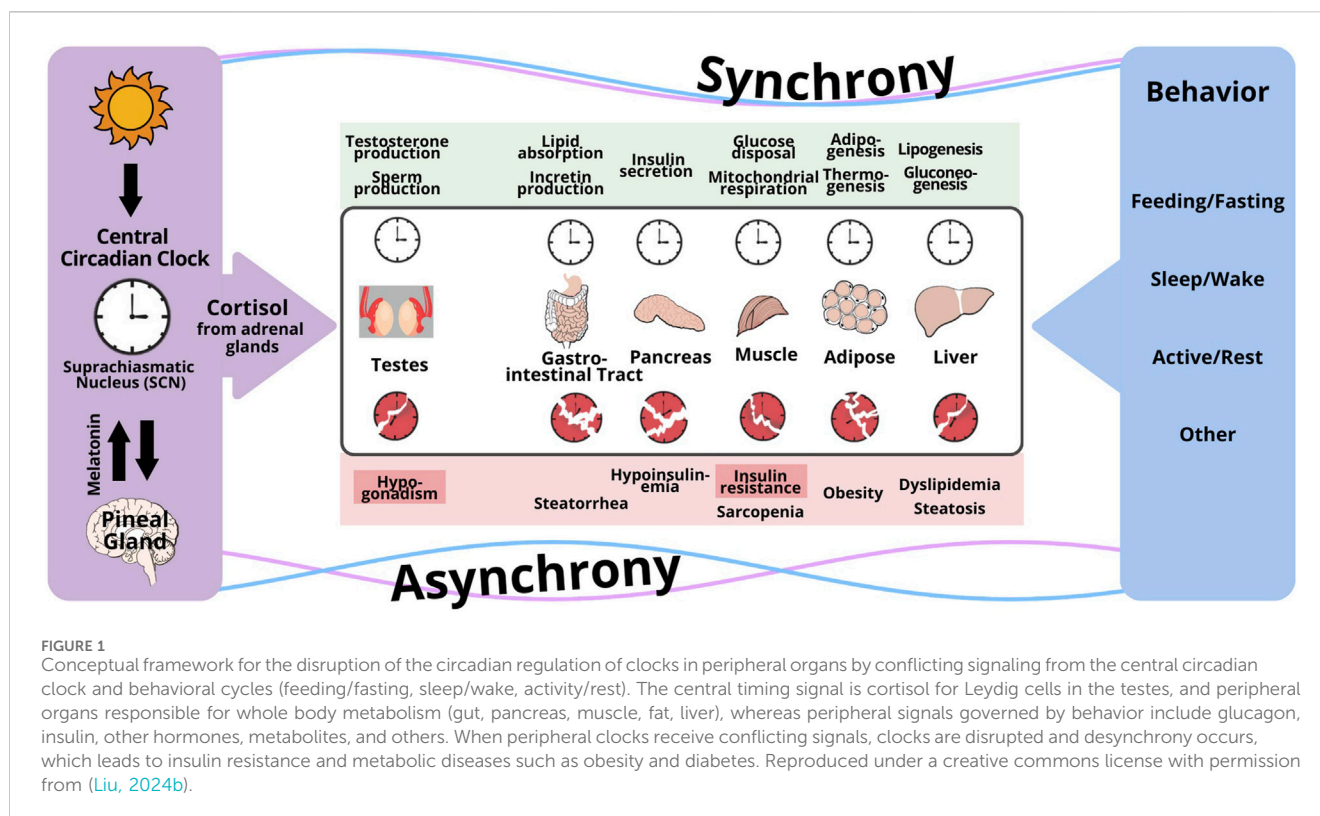 Synchrony
Central
Circadian Clock
Suprachiasmatic
Nucleus (SCN)
Melatonin
Pineal
Gland
Cortisol
from adrenal
glands
Testosterone
production
Sperm
production
Lipid
absorption
Incretin
production
Insulin
secretion
Glucose
disposal
Mitochondrial
respiration
Adipo-
genesis
Thermo-
genesis
Lipogenesis
Gluconeo-
genesis
Testes
Gastro-
intestinal Tract
Pancreas
Muscle
Adipose
Liver
Hypo-
gonadism
Steatorrhea
Hypoinsulin-
emia
Insulin
resistance
Sarcopenia
Obesity
Dyslipidemia
Steatosis
Behavior
Feeding/Fasting
Sleep/Wake
Active/Rest
Other
Asynchrony
FIGURE 1
Conceptual framework for the disruption of the circadian regulation of clocks in peripheral organs by conflicting signaling from the central circadian
clock and behavioral cycles (feeding/fasting, sleep/wake, activity/rest). The central timing signal is cortisol for Leydig cells in the testes, and peripheral
organs responsible for whole body metabolism (gut, pancreas, muscle, fat, liver), whereas peripheral signals governed by behavior include glucagon,
insulin, other hormones, metabolites, and others. When peripheral clocks receive conflicting signals, clocks are disrupted and desynchrony occurs,
which leads to insulin resistance and metabolic diseases such as obesity and diabetes. Reproduced under a creative commons license with permission
from (Liu, 2024b).